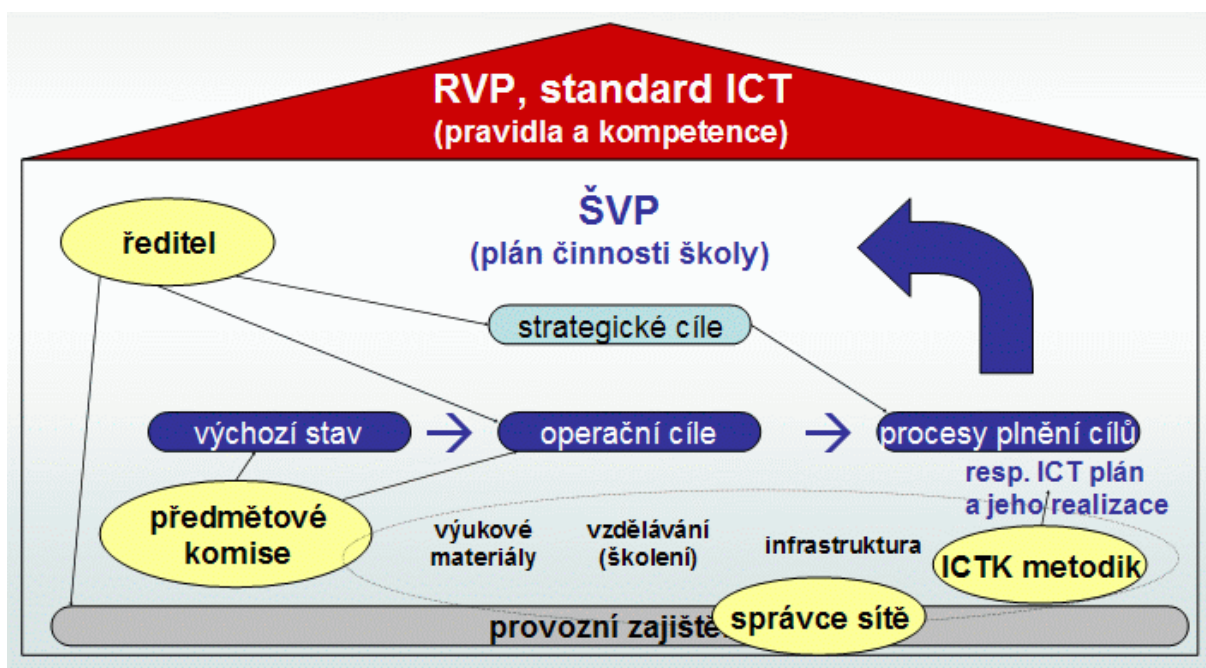 RVP, standard ICT
(pravidla a kompetence)
ŠVP
(plán činnosti školy)
ředitel
strategické cíle
výchozí stav
operační cíle
procesy plnění cílů
resp. ICT plán
a jeho realizace
předmětové
komise
výukové
materiály
vzdělávání
(školení)
infrastruktura
ICTK metodik
správce sítě
provozní